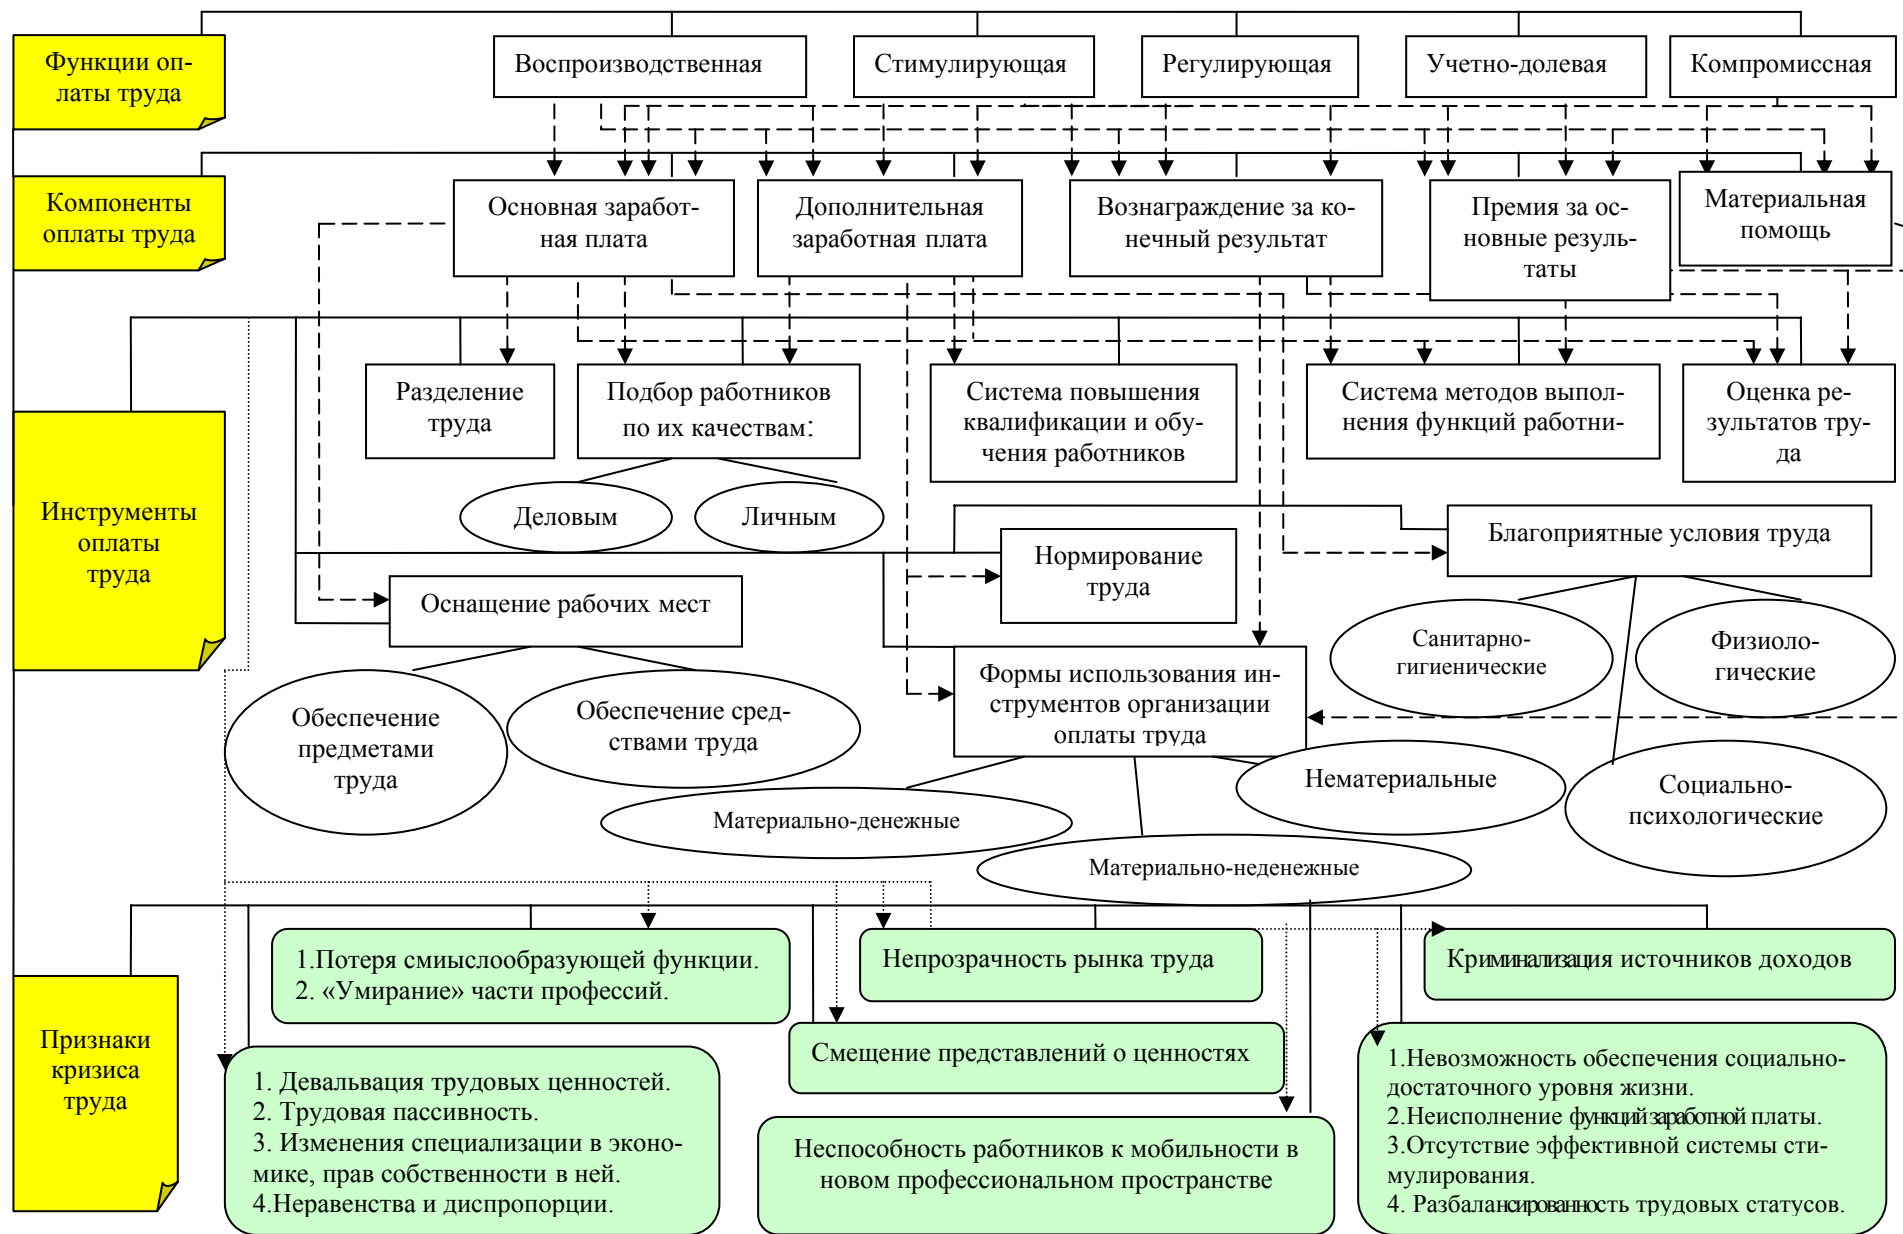 Функции оп-
латы труда
Воспроизводственная
Стимулирующая
Регулирующая
Учетно-долевая
Компромиссная
Компоненты
оплаты труда
Основная заработ-
ная плата
Дополнительная
заработная плата
Вознаграждение за ко-
нечный результат
Премия за ос-
новные резуль-
таты
Материальная
помощь
Инструменты
оплаты
труда
Разделение
труда
Подбор работников
по их качествам:
Деловым
Личным
Система повышения
квалификации и обу-
чения работников
Система методов выпол-
нения функций работни-
Оценка ре-
зультатов тру-
да
Благоприятные условия труда
Нормирование
труда
Оснащение рабочих мест
Санитарно-
гигиенические
Физиоло-
гические
Формы использования ин-
струментов организации
оплаты труда
Обеспечение
предметами
труда
Обеспечение сред-
ствами труда
Нематериальные
Социально-
психологические
Материально-денежные
Материально-неденежные
Признаки
кризиса
труда
1.Потеря смиыслообразующей функции.
2. «Умирание» части профессий.
Непрозрачность рынка труда
Криминализация источников доходов
Смещение представлений о ценностях
1. Девальвация трудовых ценностей.
2. Трудовая пассивность.
3. Изменения специализации в эконо-
мике, прав собственности в ней.
4.Неравенства и диспропорции.
Неспособность работников к мобильности в
новом профессиональном пространстве
1.Невозможность обеспечения социально-
достаточного уровня жизни.
2.Неисполнение функций заработной платы.
3.Отсутствие эффективной системы сти-
мулирования.
4. Разбалансированность трудовых статусов.